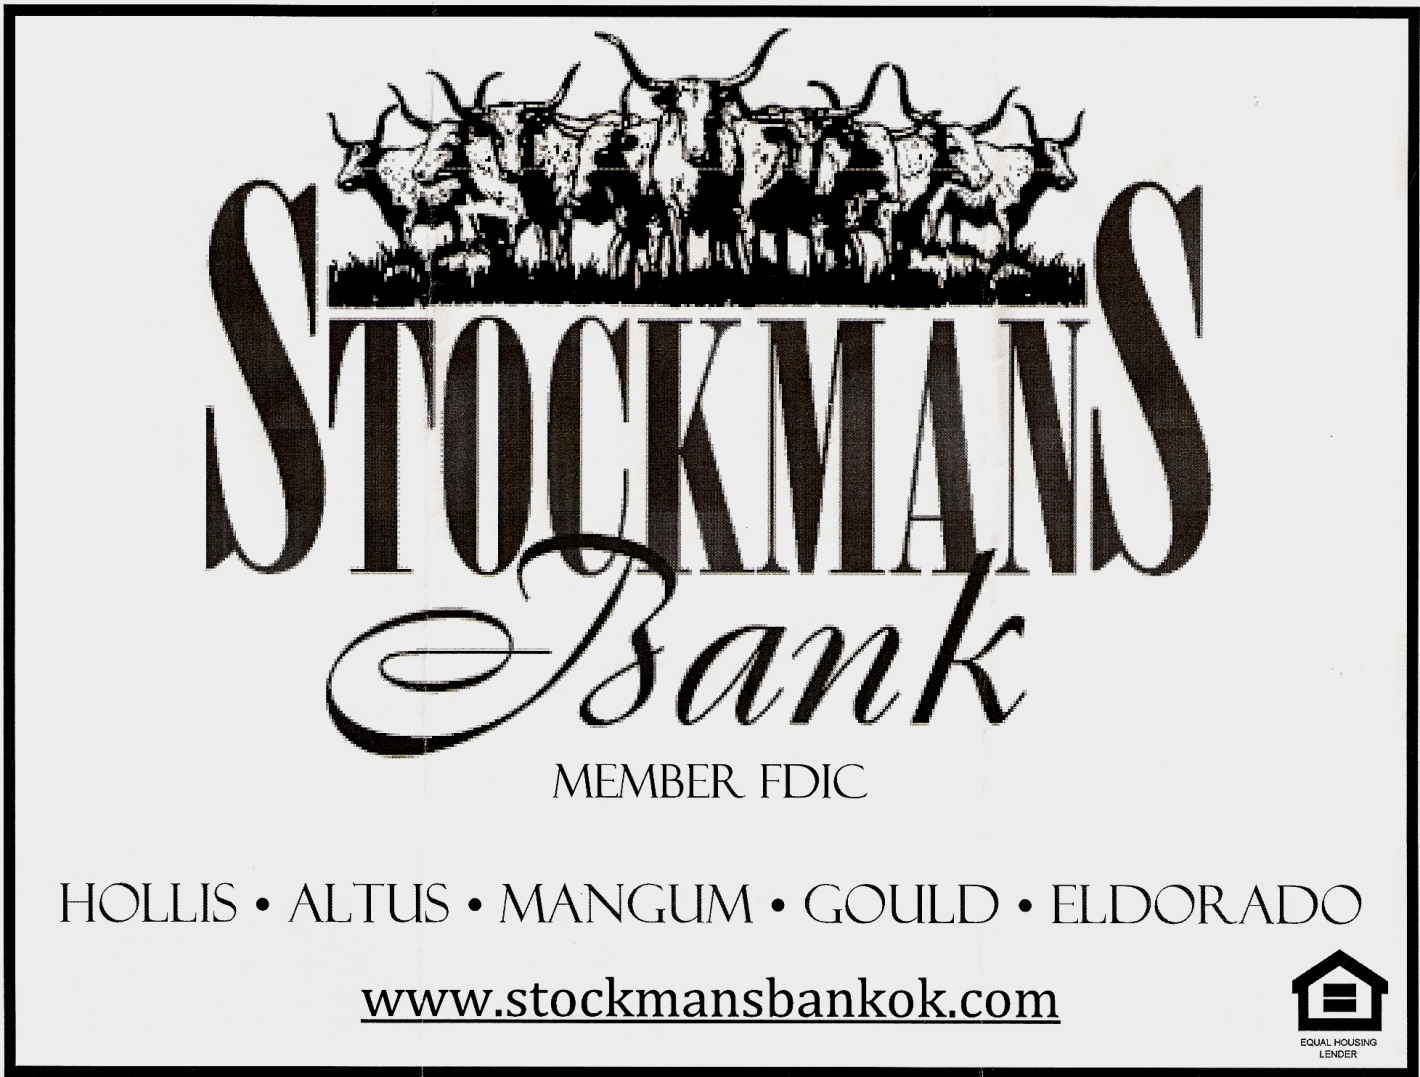 STOCKMANS
Bank
MEMBER FDIC
HOLLIS • ALTUS • MANGUM • GOULD • ELDORADO
www.stockmansbankok.com
EQUAL HOUSING
LENDER